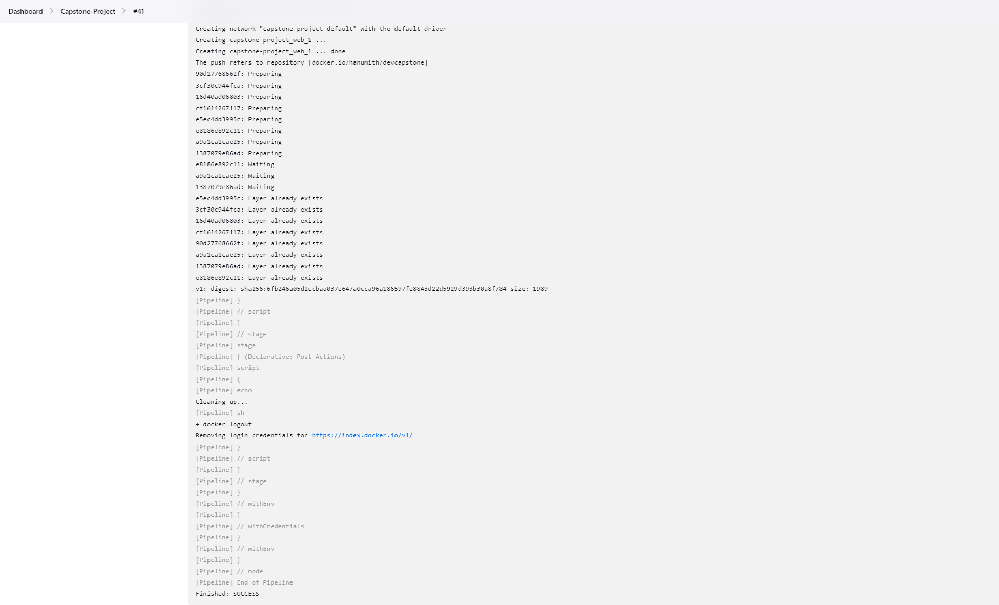 Dashboard > Capstone-Project > #41
Creating network "capstone-project_default" with the default driver
Creating capstone-project_web_1 ...
Creating capstone-project_web_1 ... done
The push refers to repository [docker.io/hanumith/devcapstone]
90d27768662f: Preparing
3cf30c944fca: Preparing
16d40ad06803: Preparing
cf1614267117: Preparing
e5ec4dd3995c: Preparing
e8186e892c11: Preparing
a9a1ca1cae25: Preparing
1387079e86ad: Preparing
e8186e892c11: Waiting
a9a1ca1cae25: Waiting
1387079e86ad: Waiting
e5ec4dd3995c: Layer already exists
3cf30c944fca: Layer already exists
16d40ad06803: Layer already exists
cf1614267117: Layer already exists
90d27768662f: Layer already exists
a9a1ca1cae25: Layer already exists
1387079e86ad: Layer already exists
e8186e892c11: Layer already exists
v1: digest: sha256:6fb246a05d2ccbaa037e647a0cca96a186597fe8843d22d5929d393b30a8f784 size: 1989
[Pipeline] }
[Pipeline] // script
[Pipeline] }
[Pipeline] // stage
[Pipeline] stage
[Pipeline] { (Declarative: Post Actions)
[Pipeline] script
[Pipeline] {
[Pipeline] echo
Cleaning up...
[Pipeline] sh
+ docker logout
Removing login credentials for https://index.docker.io/v1/
[Pipeline] }
[Pipeline] // script
[Pipeline] }
[Pipeline] // stage
[Pipeline] }
[Pipeline] // withEnv
[Pipeline] }
[Pipeline] // withCredentials
[Pipeline] }
[Pipeline] // withEnv
[Pipeline] }
[Pipeline] // node
[Pipeline] End of Pipeline
Finished: SUCCESS